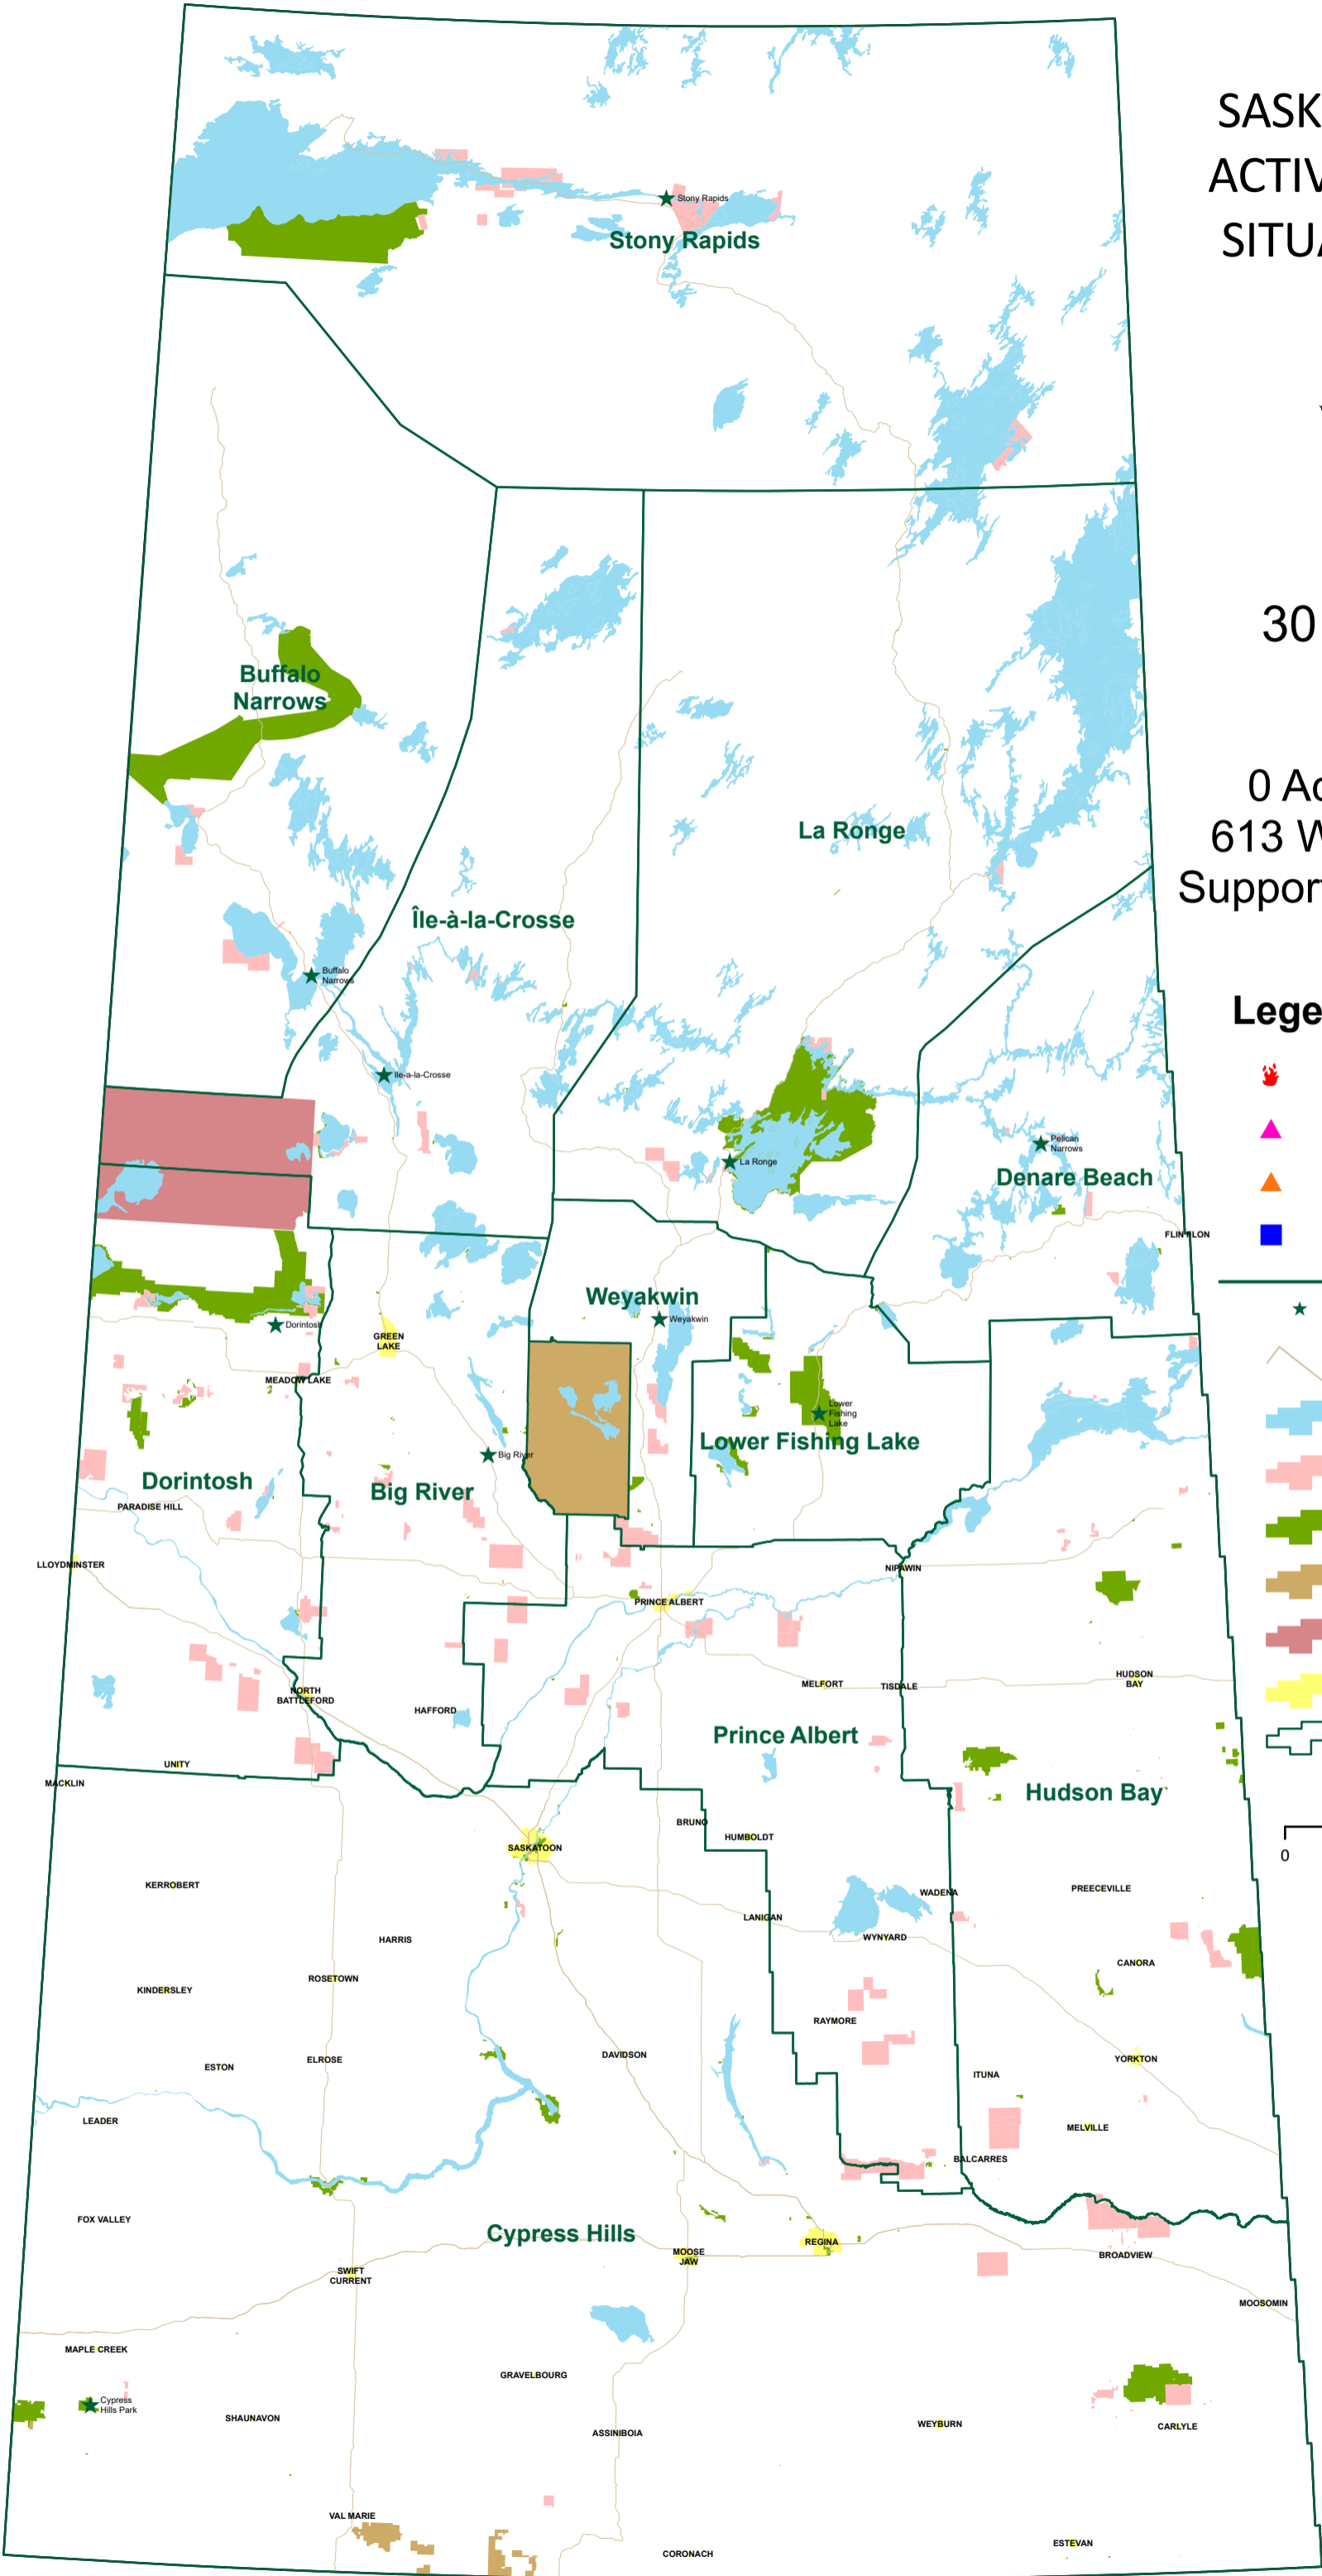 SASK
ACTIV
SITUA
Stony Rapids
Stony Rapids
30
Buffalo
Narrows
0 Ac
613 W
Support
La Ronge
Île-à-la-Crosse
Buffalo
Narrows
Lege
Ile-a-la-Crosse
Pelican
Narrows
La Ronge
Denare Beach
FLIN FLON
Weyakwin
Weyakwin
Dorintosh
GREEN
LAKE
MEADOW LAKE
Lower
Fishing
Lake
Lower Fishing Lake
Big River
Dorintosh
Big River
PARADISE HILL
LLOYDMINSTER
NIPAWIN
PRINCE ALBERT
HUDSON
BAY
MELFORT
TISDALE
NORTH
BATTLEFORD
HAFFORD
Prince Albert
UNITY
MACKLIN
Hudson Bay
BRUNO
HUMBOLDT
SASKATOON
0
KERROBERT
PREECEVILLE
WADENA
LANIGAN
WYNYARD
HARRIS
CANORA
ROSETOWN
KINDERSLEY
RAYMORE
DAVIDSON
YORKTON
ELROSE
ESTON
ITUNA
LEADER
MELVILLE
BALCARRES
FOX VALLEY
Cypress Hills
REGINA
MOOSE
JAW
BROADVIEW
SWIFT
CURRENT
MOOSOMIN
MAPLE CREEK
GRAVELBOURG
Cypress
Hills Park
SHAUNAVON
WEYBURN
CARLYLE
ASSINIBOIA
VAL MARIE
ESTEVAN
CORONACH